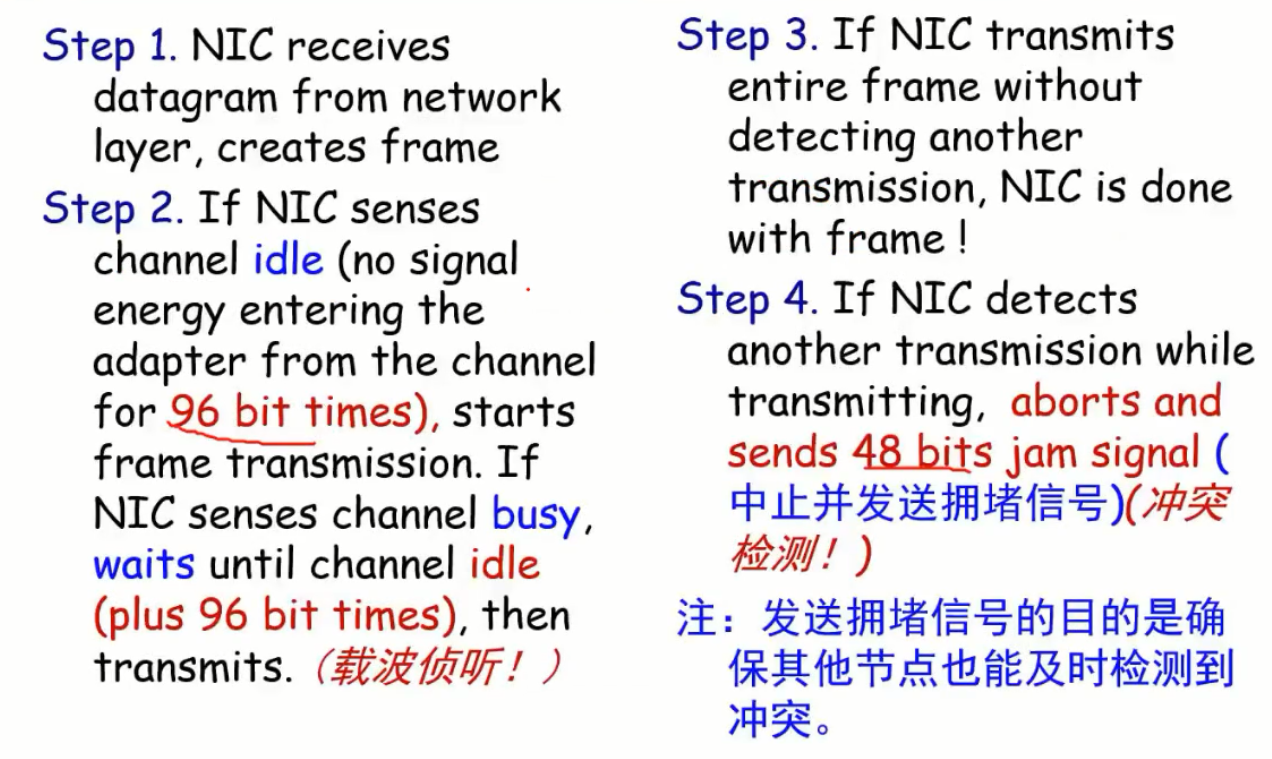 Step 1. NIC receives
datagram from network
layer, creates frame
Step 2. If NIC senses
channel idle (no signal
energy entering the
adapter from the channel
for 96 bit times), starts
frame transmission. If
NIC senses channel busy,
waits until channel idle
(plus 96 bit times), then
transmits.（载波侦听！）
Step 3. If NIC transmits
entire frame without
detecting another
transmission, NIC is done
with frame !
Step 4. If NIC detects
another transmission while
transmitting, aborts and
sends 48 bits jam signal (
中止并发送拥堵信号)(冲突
检测！)
注：发送拥堵信号的目的是确
保其他节点也能及时检测到
冲突。